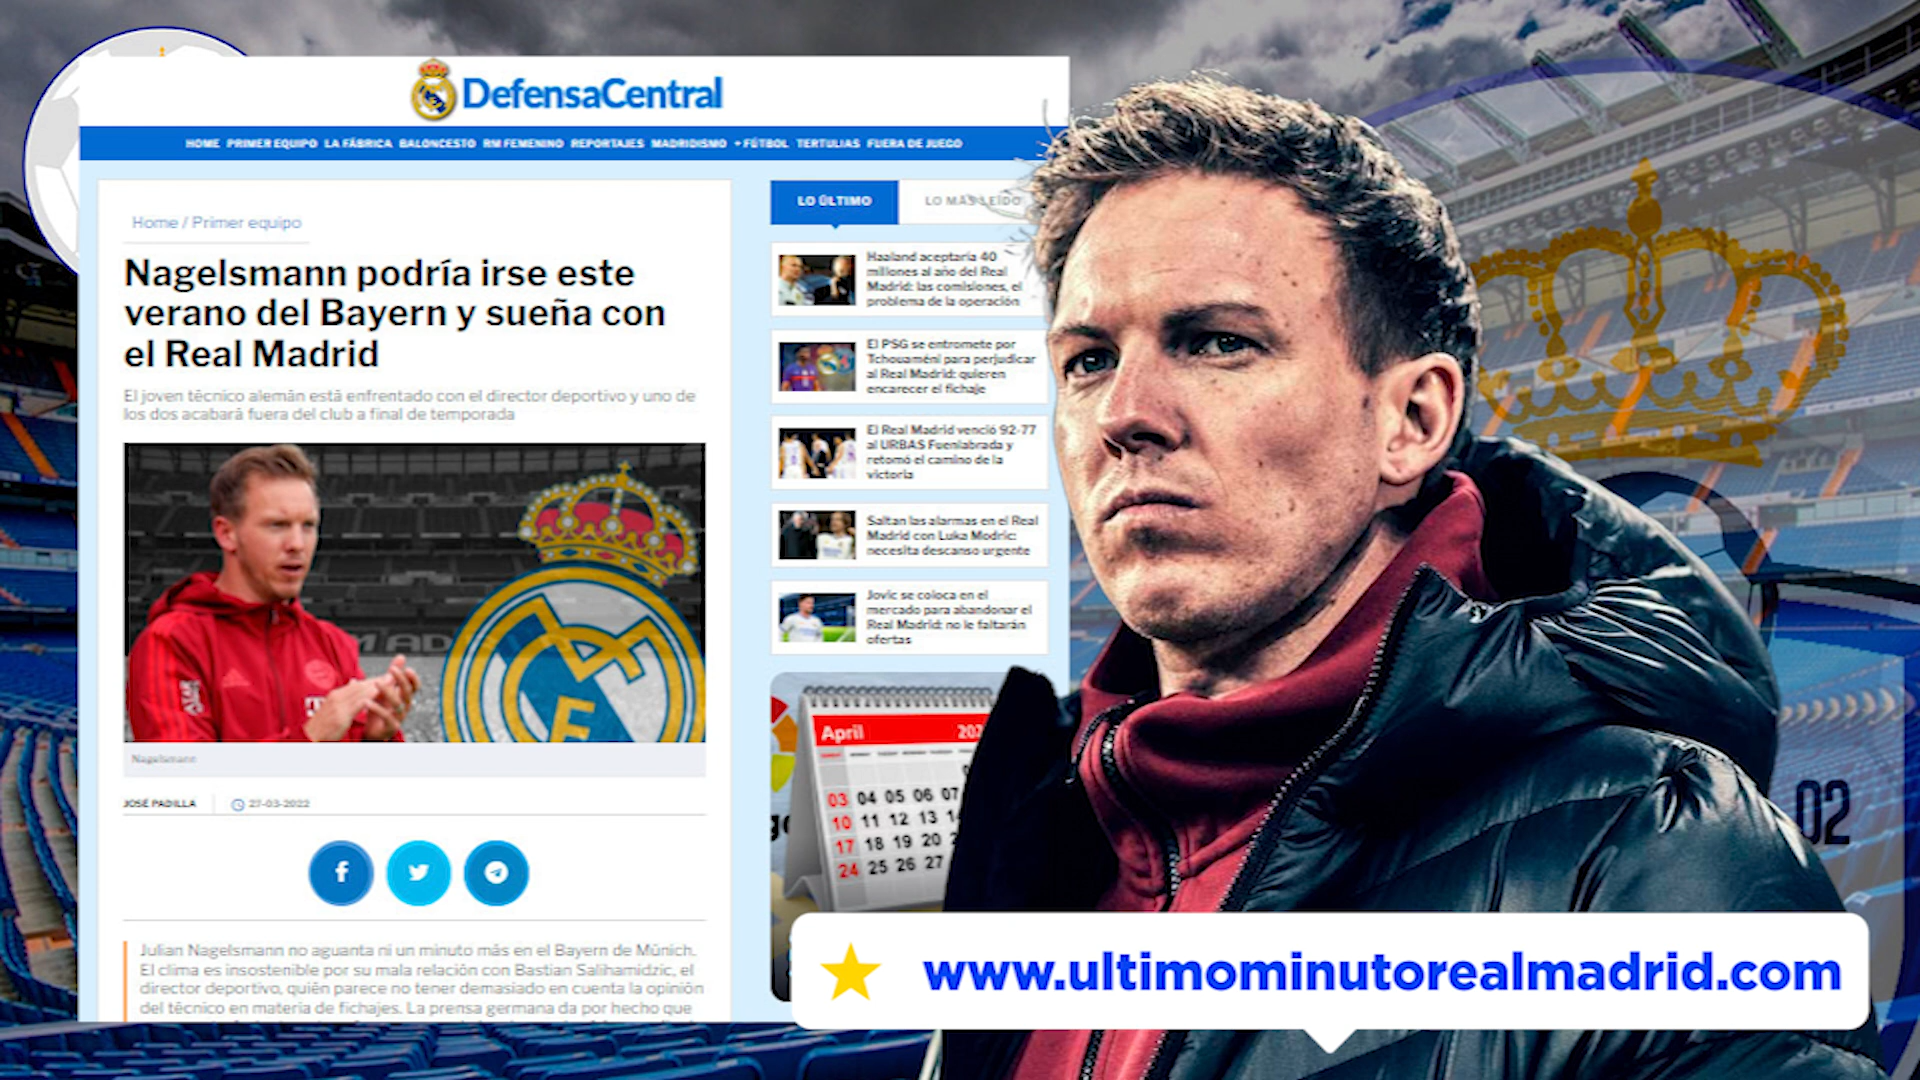 DefensaCentral
HOME PRIMER EQUIPO LA FÁBRICA BALONCESTO RM FEMENINO REPORTAJES MADRIDISMO + FÚTBOL TERTULIAS FUERA DE JUEGO
Home / Primer equipo
Nagelsmann podría irse este
verano del Bayern y sueña con
el Real Madrid
El joven técnico alemán está enfrentado con el director deportivo y uno de
los dos acabará fuera del club a final de temporada
Nagelsmann
JOSÉ PADILLA 27-03-2022
Julian Nagelsmann no aguanta ni un minuto más en el Bayern de Múnich.
El clima es insostenible por su mala relación con Bastian Salihamidzic, el
director deportivo, quién parece no tener demasiado en cuenta la opinión
del técnico en materia de fichajes. La prensa germana da por hecho que
LO ÚLTIMO LO MÁS LEÍDO
Haaland aceptaría 40
millones al año del Real
Madrid: las comisiones, el
problema de la operación
El PSG se entromete por
Tchouaméni para perjudicar
al Real Madrid: quieren
encarecer el fichaje
El Real Madrid venció 92-77
al URBAS Fuenlabrada y
retomó el camino de la
victoria
Saltan las alarmas en el Real
Madrid con Luka Modric:
necesita descanso urgente
Jovic se coloca en el
mercado para abandonar el
Real Madrid: no le faltarán
ofertas
April
03 04 05 06 07
10 11 12 13
17 18 19 20
24 25 26 27
02
www.ultimominutorealmadrid.com